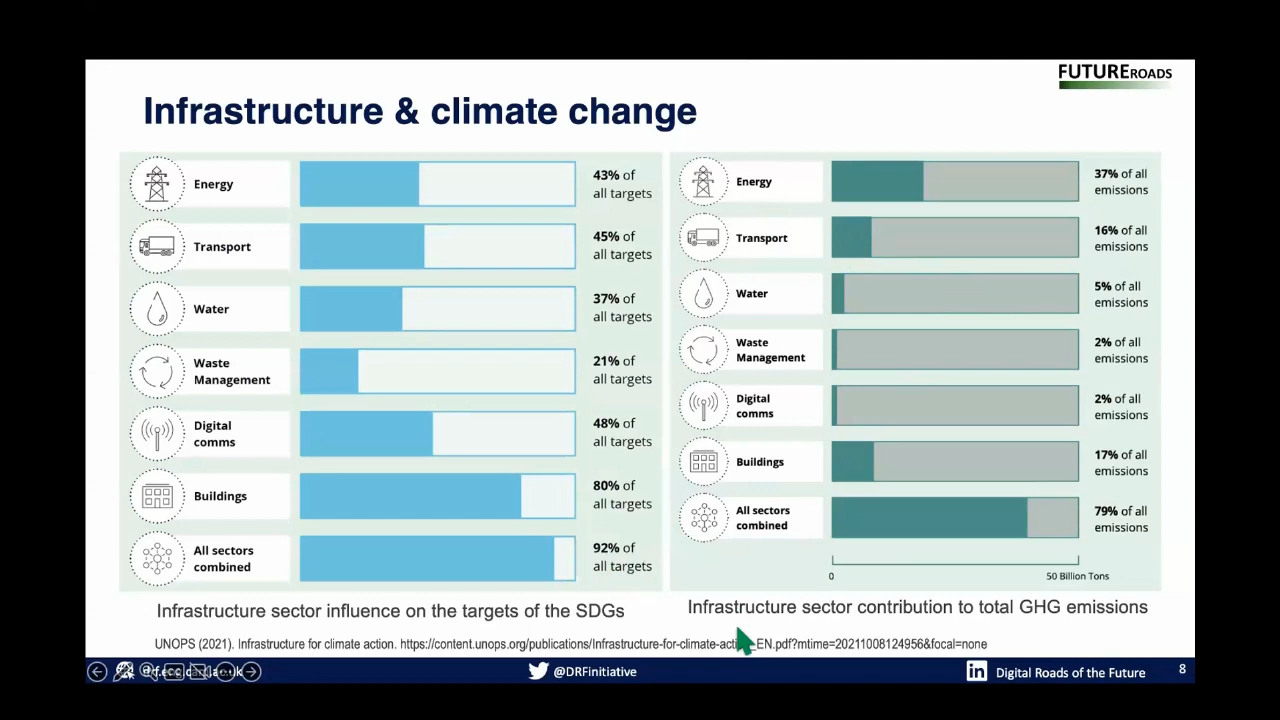 FUTUREROADS
Infrastructure & climate change
Energy
43% of
all targets
Transport
45% of
all targets
Water
37% of
all targets
Waste
Management
21% of
all targets
Digital
comms
48% of
all targets
Buildings
80% of
all targets
All sectors
combined
92% of
all targets
Infrastructure sector influence on the targets of the SDGs
Energy
37% of all
emissions
Transport
16% of all
emissions
Water
5% of all
emissions
Waste
Management
2% of all
emissions
Digital
comms
2% of all
emissions
Buildings
17% of all
emissions
All sectors
combined
79% of all
emissions
0 50 Billion Tons
Infrastructure sector contribution to total GHG emissions
UNOPS (2021). Infrastructure for climate action. https://content.unops.org/publications/Infrastructure-for-climate-acti _EN.pdf?mtime=20211008124956&focal=none
@DRFinitiative
in Digital Roads of the Future
8